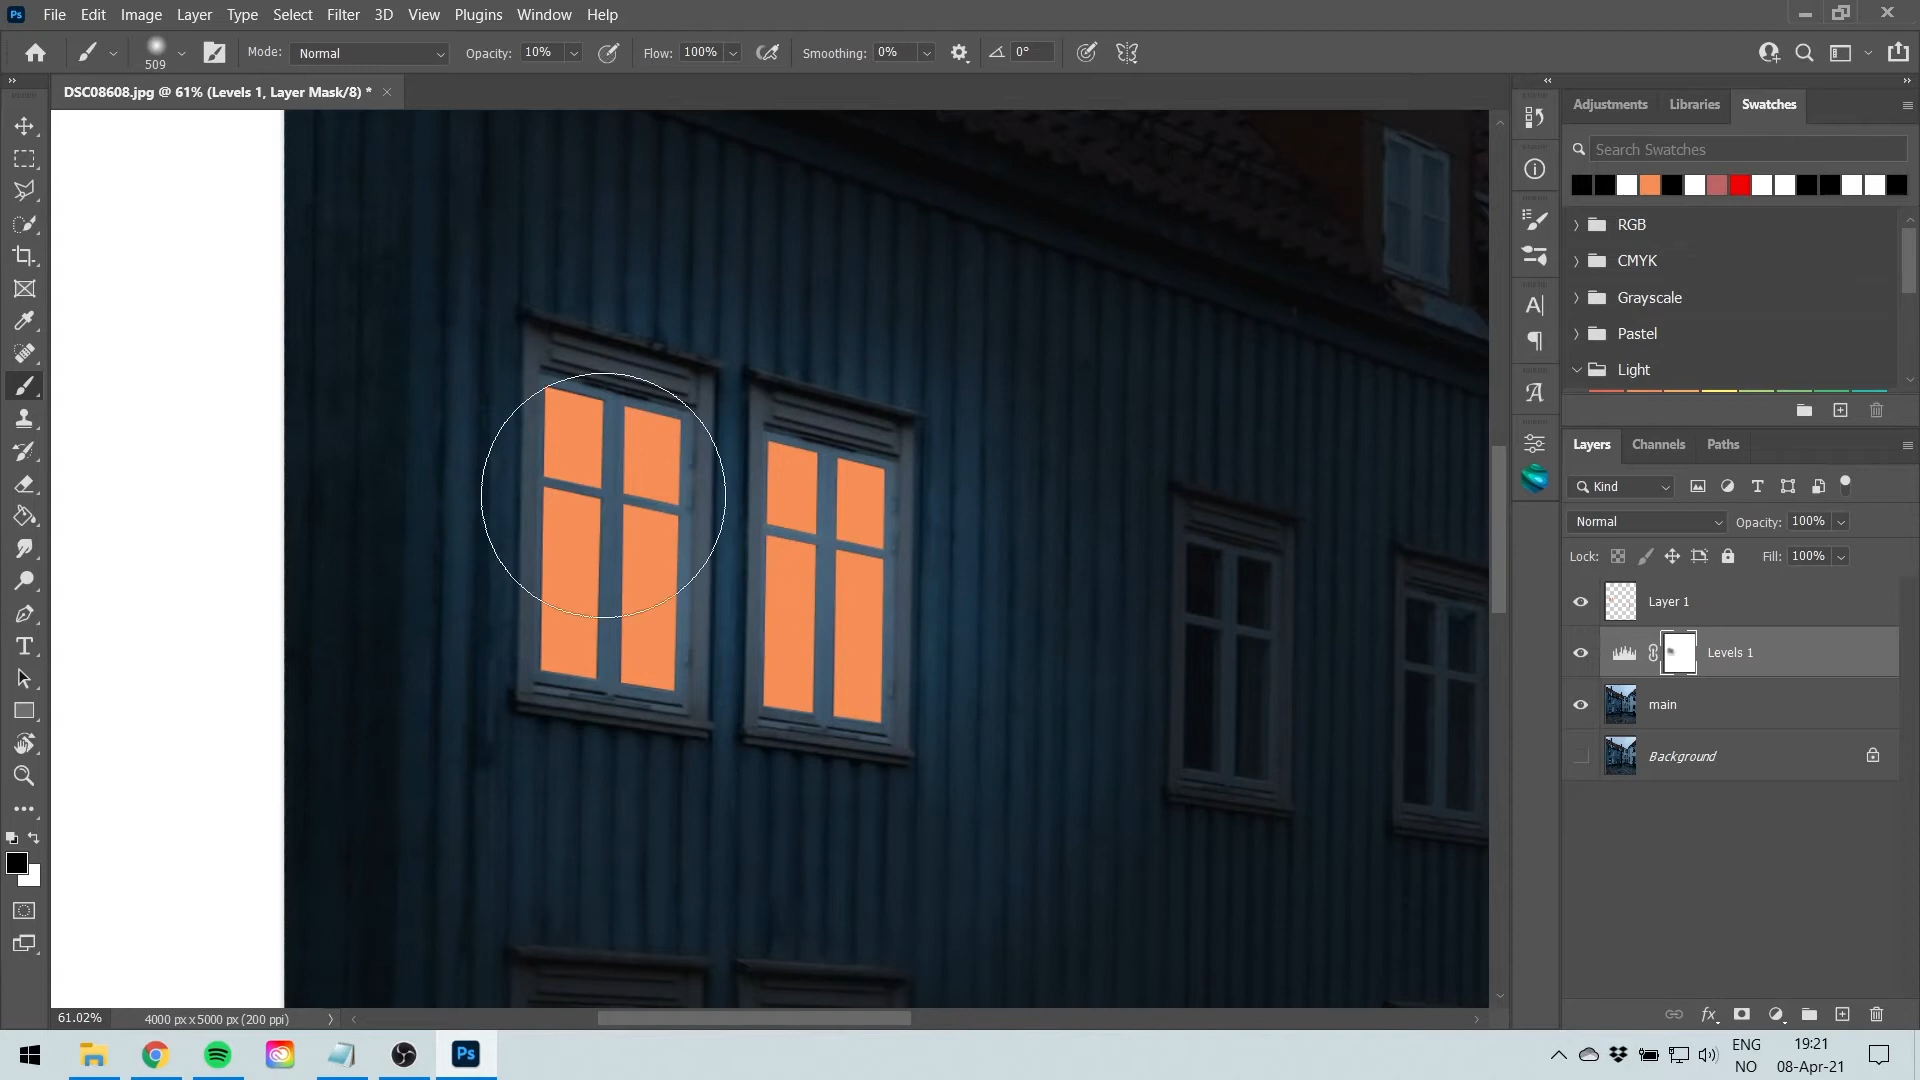 Ps File Edit Image Layer Type Select Filter 3D View Plugins Window Help
509 Mode: Normal Opacity: 10% Flow: 100% Smoothing: 0% 0°
DSC08608.jpg @ 61% (Levels 1, Layer Mask/8) *
Adjustments Libraries Swatches
Search Swatches
RGB
CMYK
Grayscale
Pastel
Light
Layers Channels Paths
Kind
Normal Opacity: 100%
Lock: Fill: 100%
Layer 1
Levels 1
main
Background
61.02% 4000 px x 5000 px (200 ppi)
Ps
ENG
NO
19:21
08-Apr-21